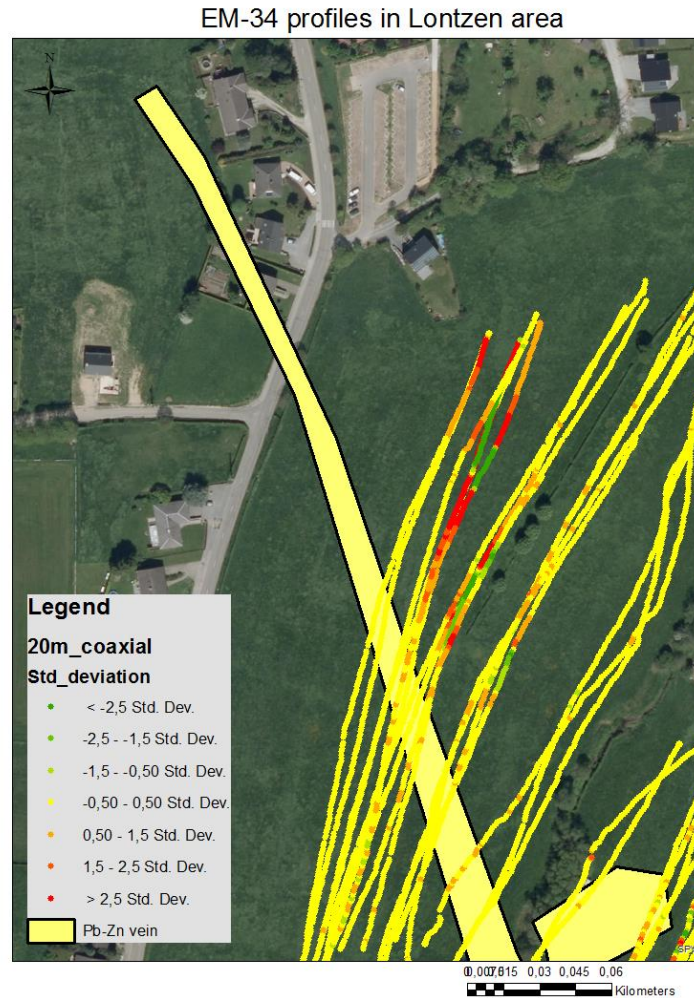 EM-34 profiles in Lontzen area
N
Legend
20m_coaxial
Std_deviation
< -2,5 Std. Dev.
-2,5 - -1,5 Std. Dev.
-1,5 - -0,50 Std. Dev.
-0,50 - 0,50 Std. Dev.
0,50 - 1,5 Std. Dev.
1,5 - 2,5 Std. Dev.
> 2,5 Std. Dev.
Pb-Zn vein
0,03 0,045 0,06
Kilometers